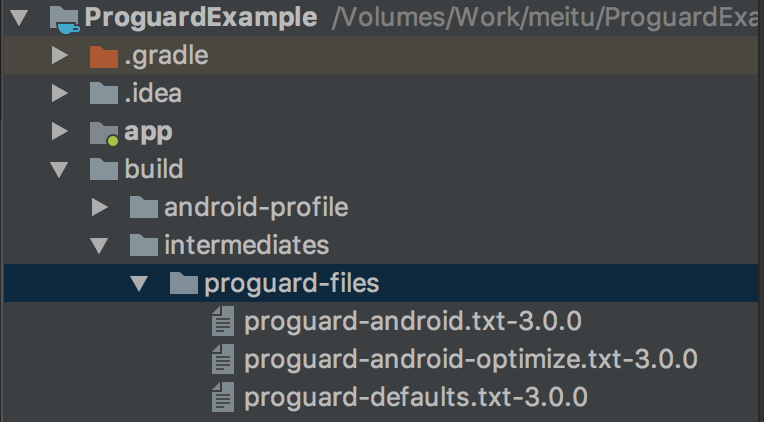 ProguardExample /Volumes/Work/meitu/ProguardExa
.gradle
.idea
app
build
android-profile
intermediates
proguard-files
proguard-android.txt-3.0.0
proguard-android-optimize.txt-3.0.0
proguard-defaults.txt-3.0.0